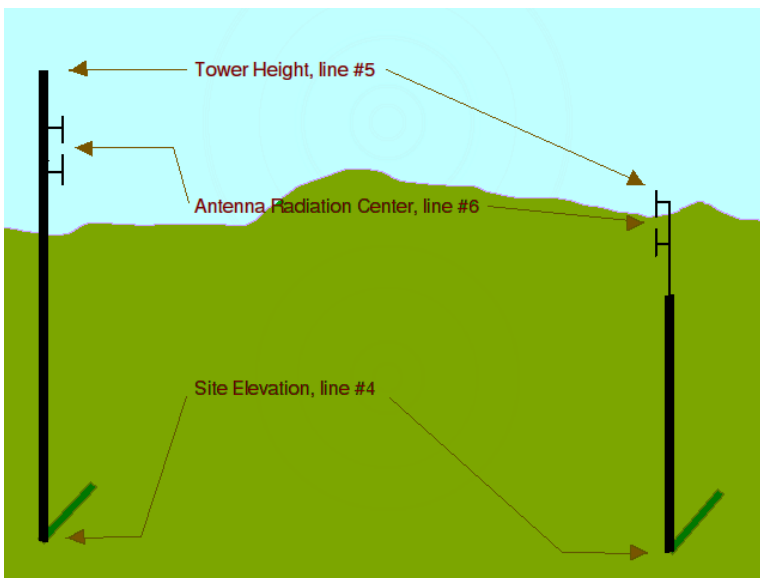 Tower Height, line #5
Antenna Radiation Center, line #6
Site Elevation, line #4